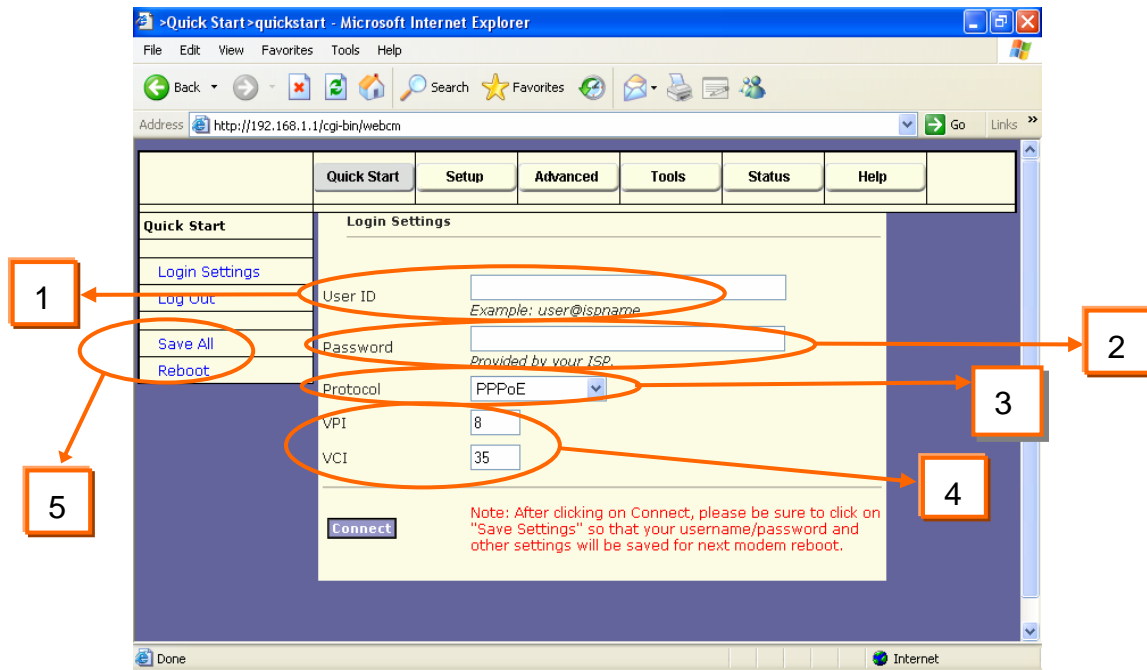 >Quick Start>quickstart - Microsoft Internet Explorer
File Edit View Favorites Tools Help
Back Search Favorites
Address http://192.168.1.1/cgi-bin/webcm Go Links »
Quick Start Setup Advanced Tools Status Help
Quick Start
Login Settings
Log Out
Save All
Reboot
Login Settings
User ID
Example: user@ispname
Password
Provided by your ISP.
Protocol PPPoE
VPI 8
VCI 35
Connect
Note: After clicking on Connect, please be sure to click on
"Save Settings" so that your username/password and
other settings will be saved for next modem reboot.
1
2
3
4
5
Done Internet